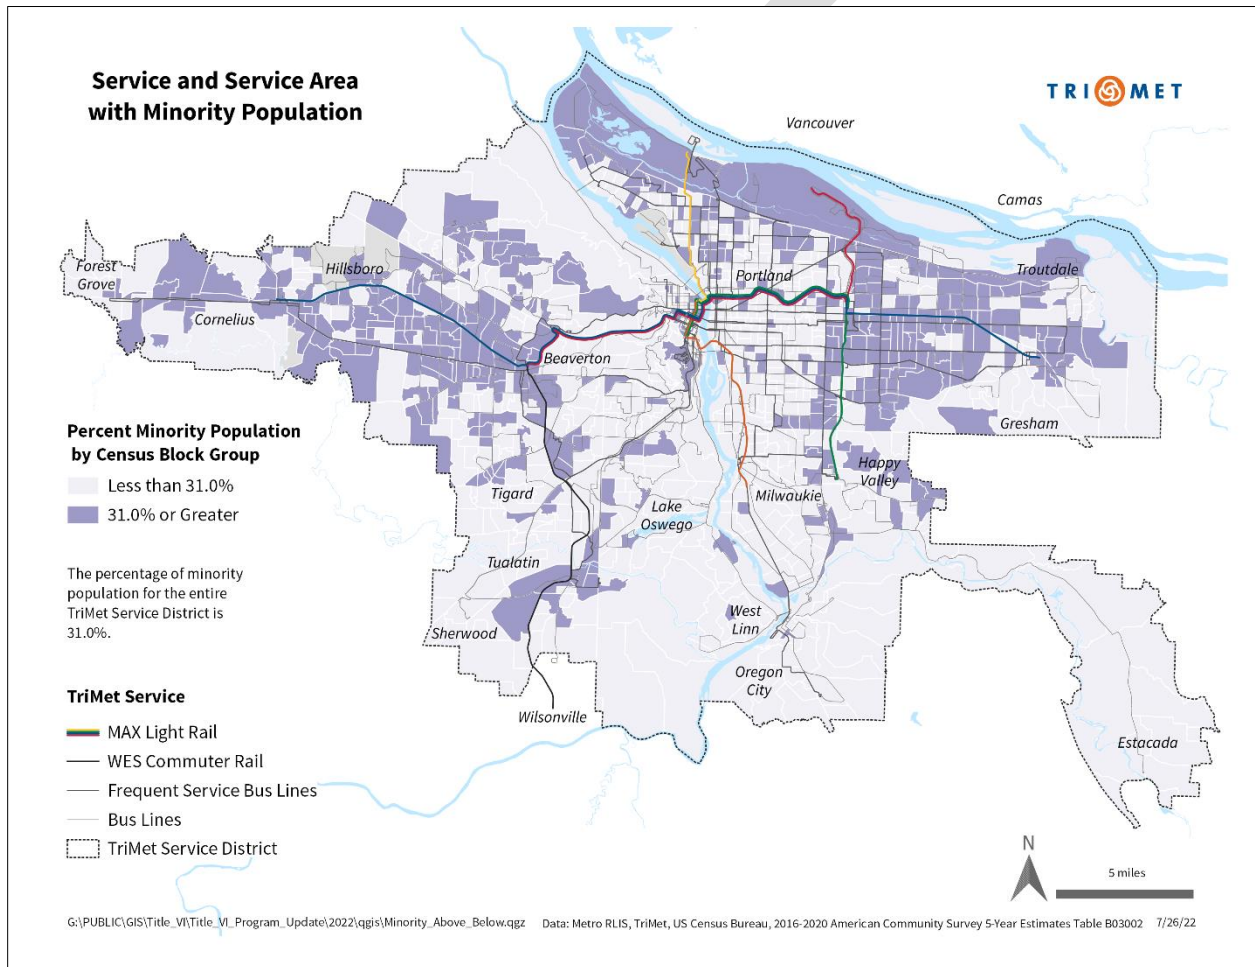 Service and Service Area
with Minority Population
TRI MET
Vancouver
Camas
Portland
Troutdale
Forest
Grove
Hillsboro
Cornelius
Beaverton
Gresham
Happy
Valley
Milwaukie
Lake
Oswego
Tigard
Tualatin
Sherwood
West
Linn
Oregon
City
Wilsonville
Estacada
Percent Minority Population
by Census Block Group
Less than 31.0%
31.0% or Greater
The percentage of minority
population for the entire
TriMet Service District is
31.0%.
TriMet Service
MAX Light Rail
WES Commuter Rail
Frequent Service Bus Lines
Bus Lines
TriMet Service District
N
5 miles
G:\PUBLIC\GIS\Title_VI\Title_VI_Program_Update\2022\qgis\Minority_Above_Below.qgz Data: Metro RLIS, TriMet, US Census Bureau, 2016-2020 American Community Survey 5-Year Estimates Table B03002 7/26/22